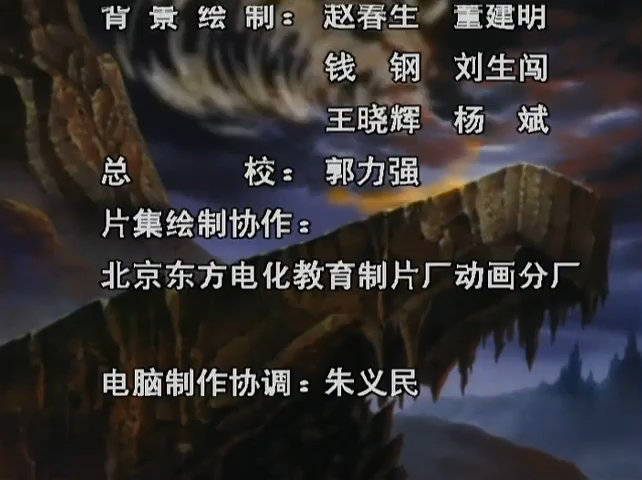 背景绘制：赵春生 董建明
钱 钢 刘生闯
王晓辉 杨 斌
总 校：郭力强
片集绘制协作：
北京东方电化教育制片厂动画分厂
电脑制作协调：朱义民